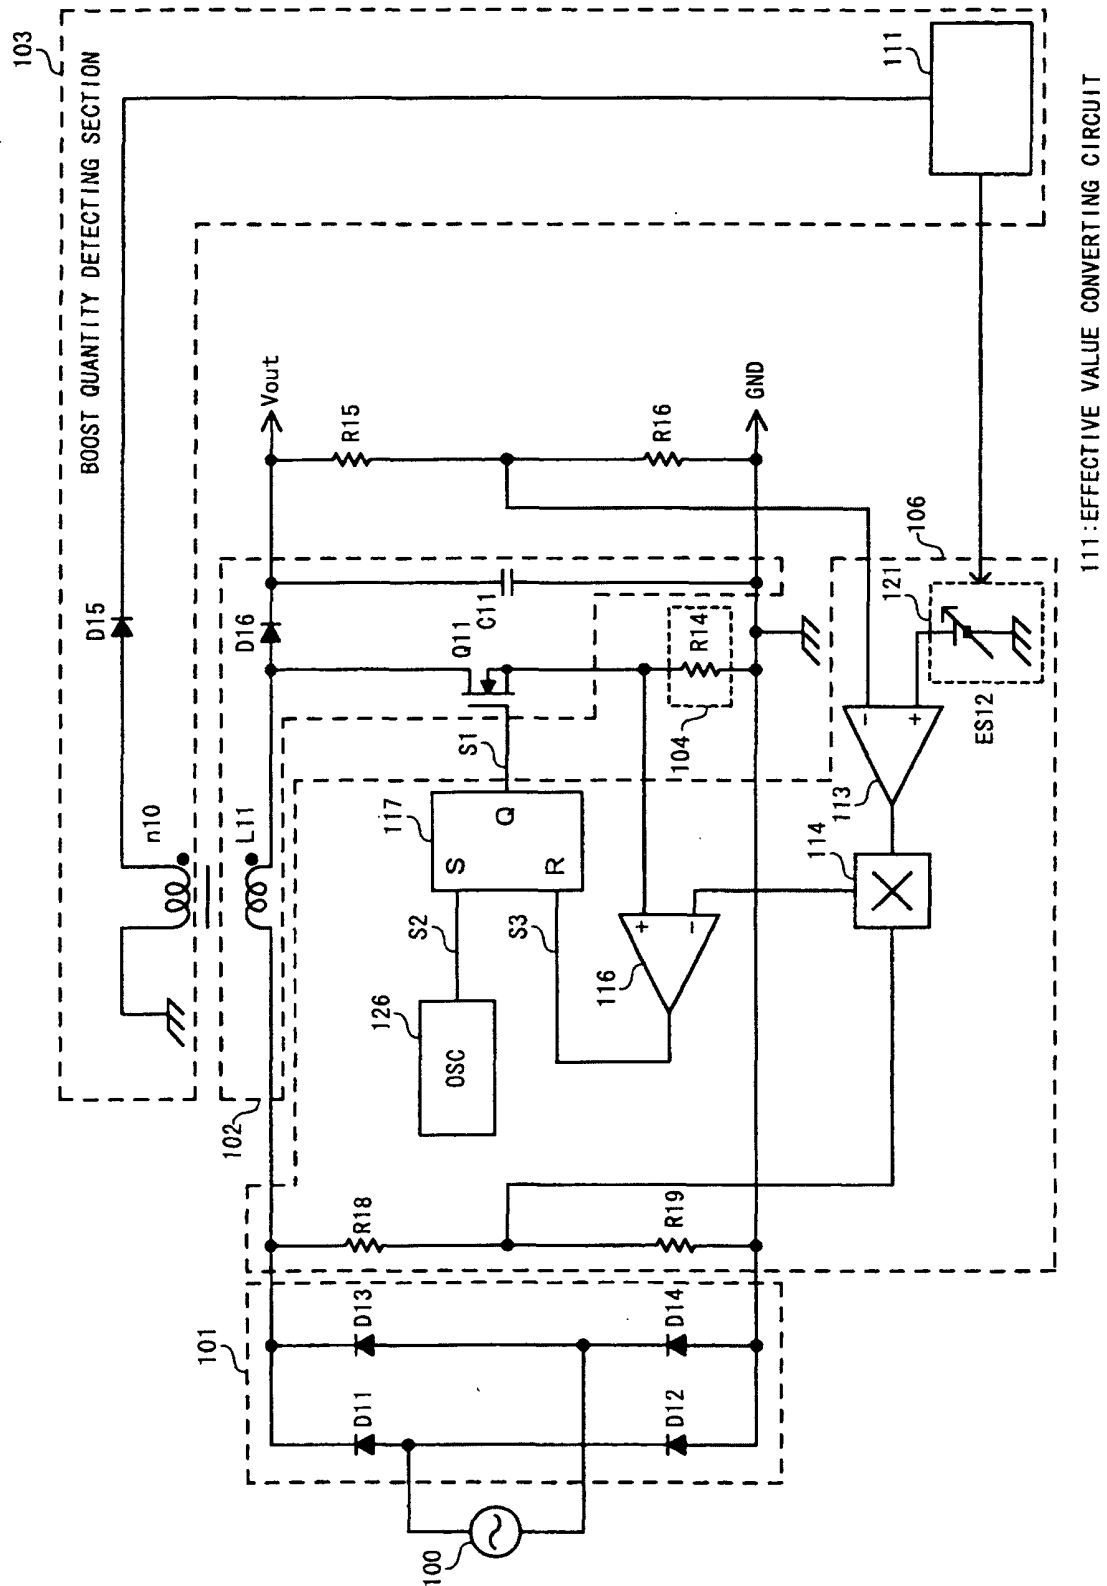 103
BOOST QUANTITY DETECTING SECTION
D15
n10
111
102
L11
D16
Vout
R15
R16
GND
C11
Q11
S1
R14
104
117
S
Q
R
S2
S3
126
OSC
116
+
−
114
113
−
+
106
121
ES12
101
R18
R19
D13
D14
D11
D12
100
111:EFFECTIVE VALUE CONVERTING CIRCUIT